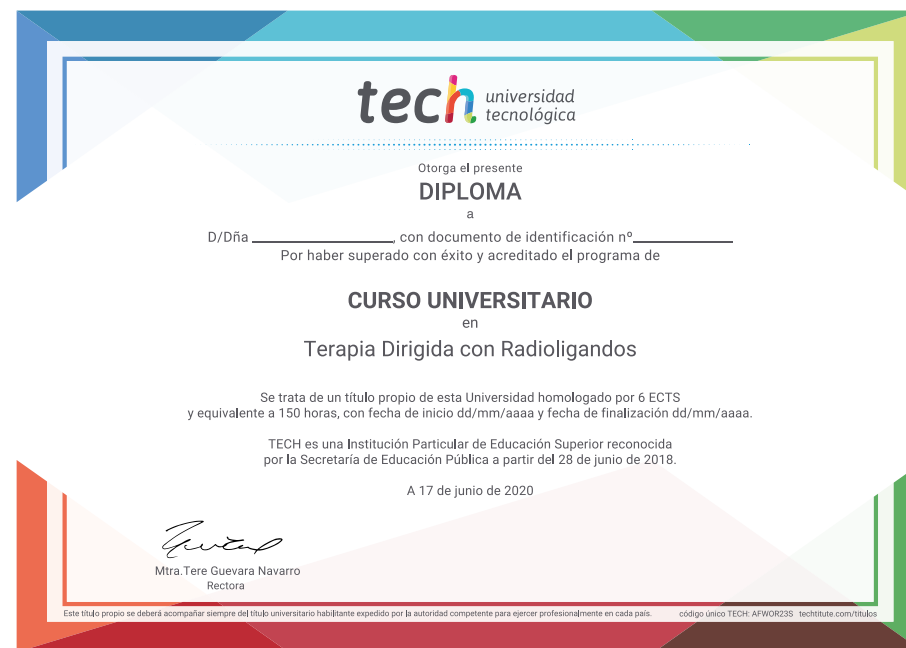 tech universidad
tecnológica
Otorga el presente
DIPLOMA
a
D/Dña ____________________, con documento de identificación nº______________
Por haber superado con éxito y acreditado el programa de
CURSO UNIVERSITARIO
en
Terapia Dirigida con Radioligandos
Se trata de un título propio de esta Universidad homologado por 6 ECTS
y equivalente a 150 horas, con fecha de inicio dd/mm/aaaa y fecha de finalización dd/mm/aaaa.
TECH es una Institución Particular de Educación Superior reconocida
por la Secretaría de Educación Pública a partir del 28 de junio de 2018.
A 17 de junio de 2020
Mtra.Tere Guevara Navarro
Rectora
Este título propio se deberá acompañar siempre del título universitario habilitante expedido por la autoridad competente para ejercer profesionalmente en cada país. código único TECH: AFWOR23S techtitute.com/títulos